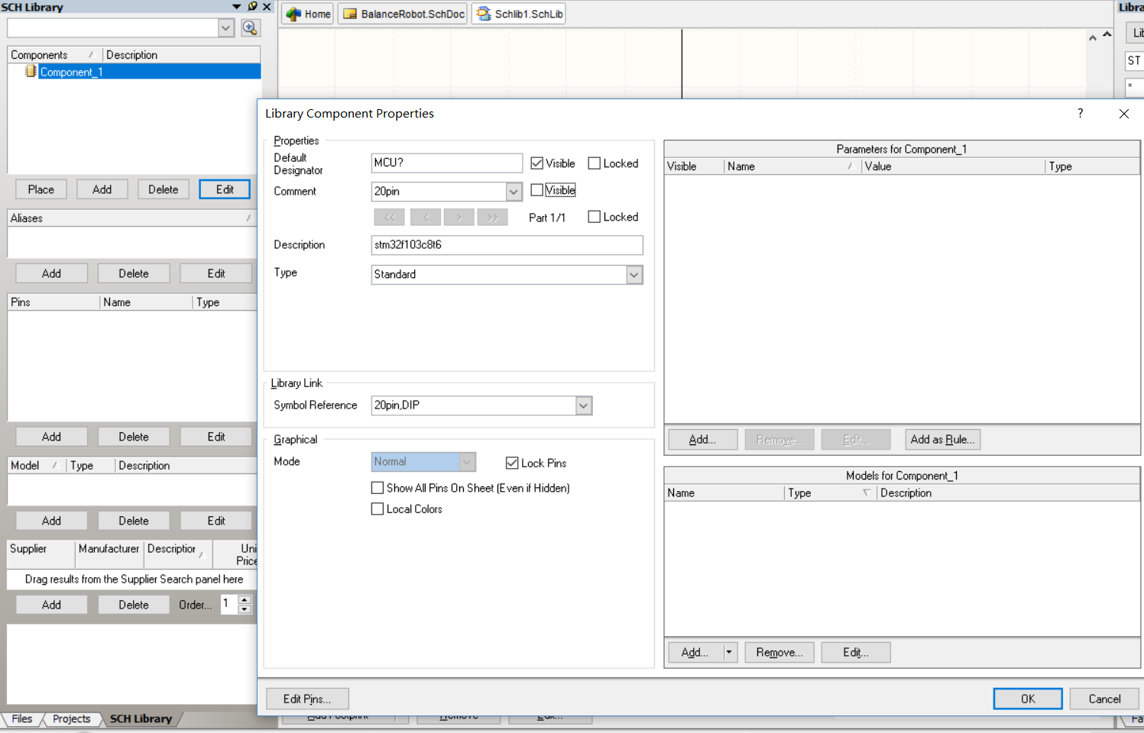 SCH Library
Home
BalanceRobot.SchDoc
Schlib1.SchLib
Libra
Components / Description
Component_1
Lib
ST
*
Place Add Delete Edit
Aliases /
Add Delete Edit
Pins Name Type
Add Delete Edit
Model / Type Description
Add Delete Edit
Supplier / Manufacturer Description Uni
Price
Drag results from the Supplier Search panel here
Add Delete Order... 1
Files Projects SCH Library
Library Component Properties ? ×
Properties
Default
Designator
MCU? Visible Locked
Comment 20pin Visible
<< < > >> Part 1/1 Locked
Description stm32f103c8t6
Type Standard
Library Link
Symbol Reference 20pin,DIP
Graphical
Mode Normal Lock Pins
Show All Pins On Sheet (Even if Hidden)
Local Colors
Parameters for Component_1
Visible Name / Value Type
Add... Remove... Edit... Add as Rule...
Models for Component_1
Name Type Description
Add... Remove... Edit...
Edit Pins... OK Cancel
Add Footprint Remove Edit...
Fa